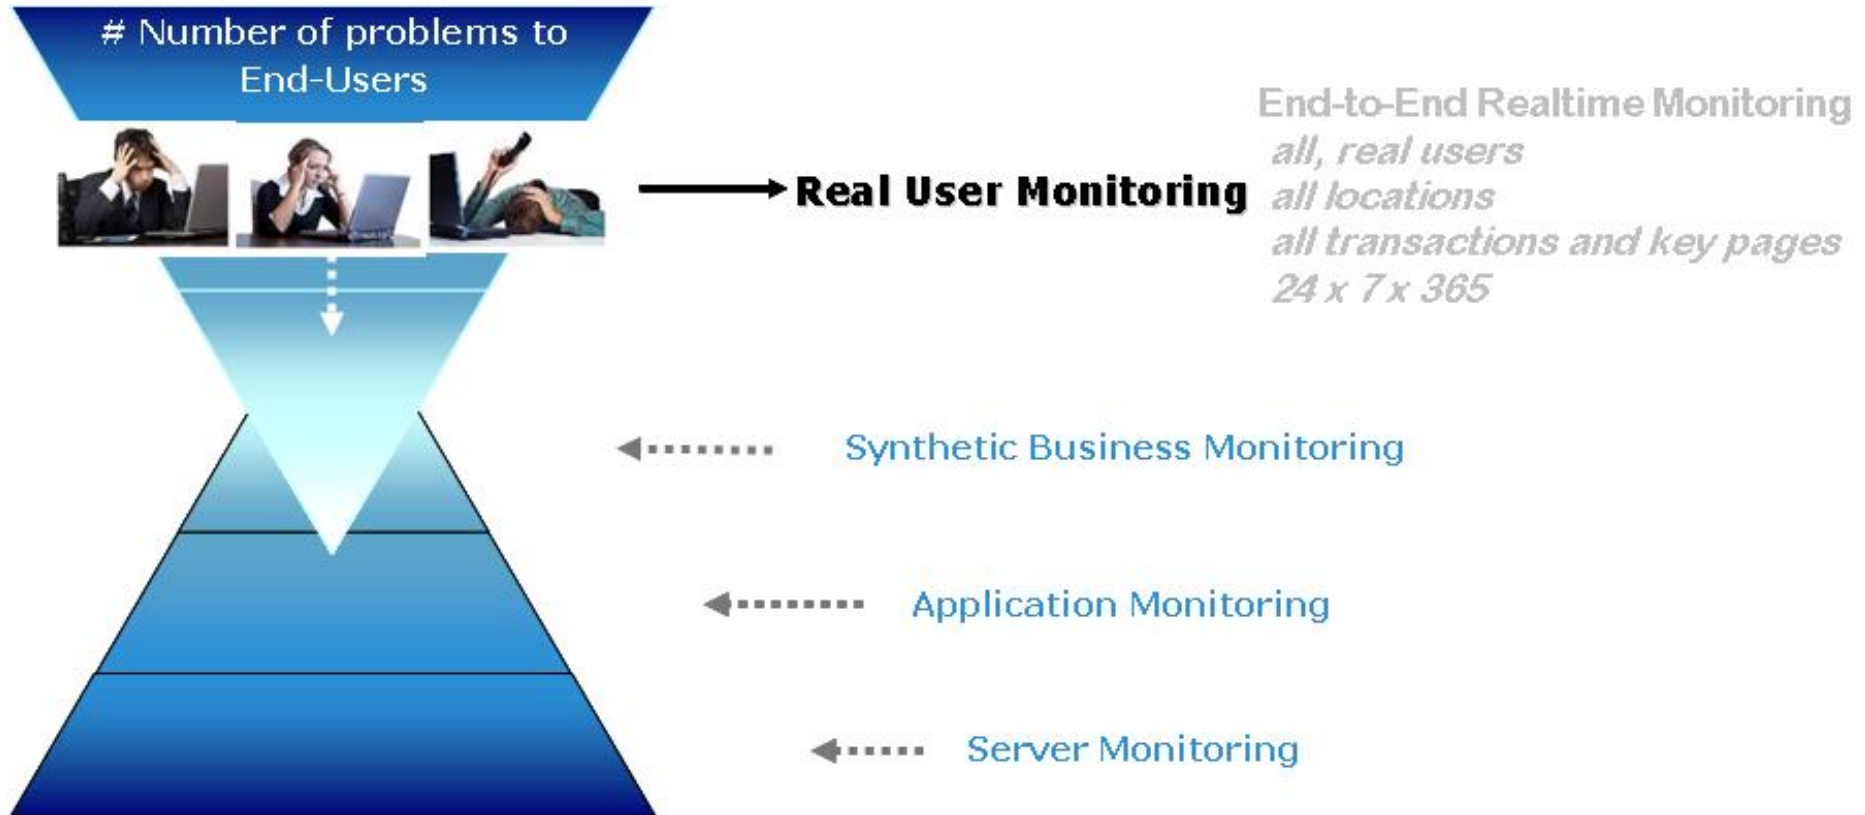 # Number of problems to
End-Users
End-to-End Realtime Monitoring
all, real users
Real User Monitoring
all locations
all transactions and key pages
24 x 7 x 365
Synthetic Business Monitoring
Application Monitoring
Server Monitoring